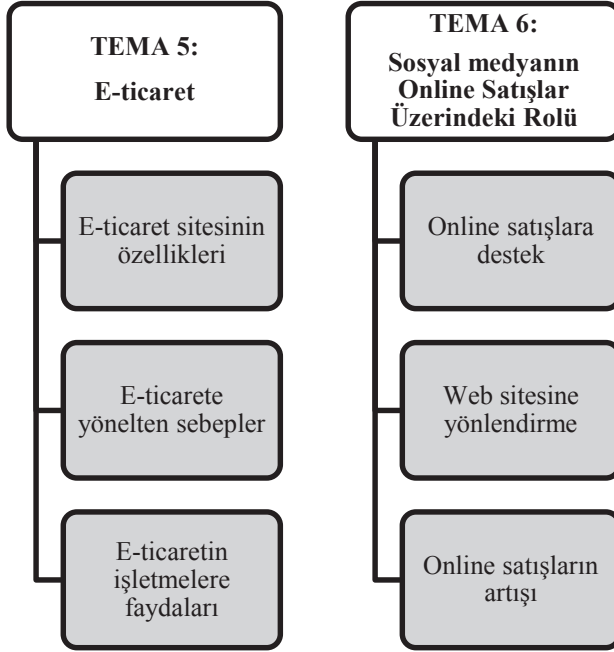 TEMA 5:
E-ticaret
E-ticaret sitesinin
özellikleri
E-ticarete
yönelten sebepler
E-ticaretin
işletmelere
faydaları
TEMA 6:
Sosyal medyanın
Online Satışlar
Üzerindeki Rolü
Online satışlara
destek
Web sitesine
yönlendirme
Online satışların
artışı